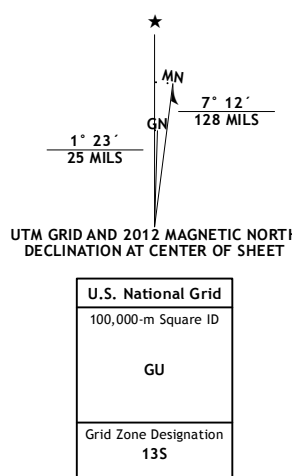 ★
MN
GN
7° 12´
128 MILS
1° 23´
25 MILS
UTM GRID AND 2012 MAGNETIC NORTH
DECLINATION AT CENTER OF SHEET
U.S. National Grid
100,000-m Square ID
GU
Grid Zone Designation
13S